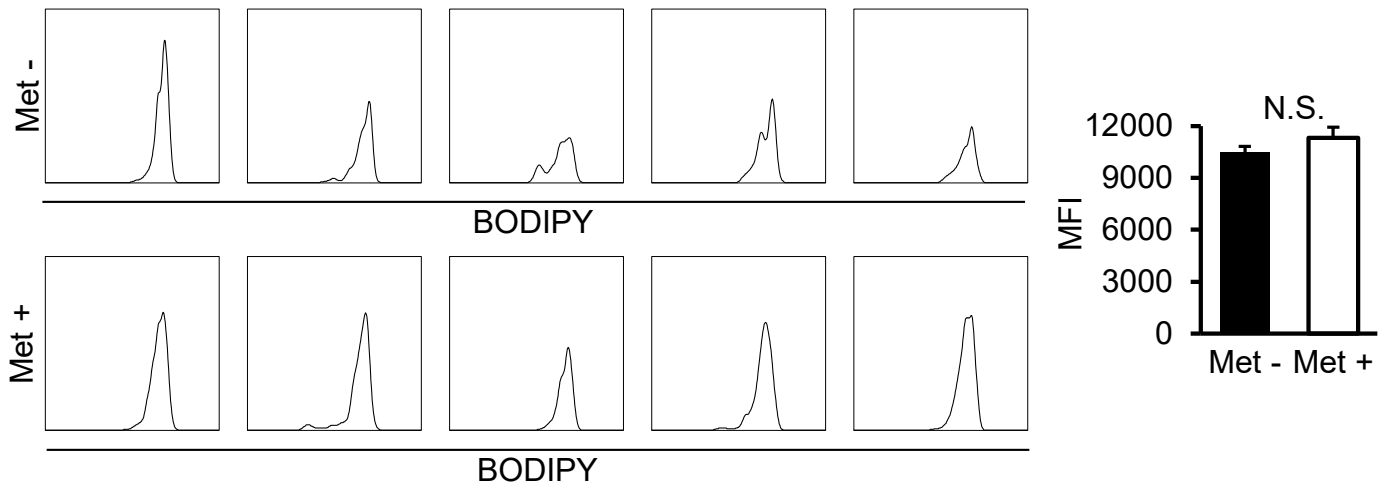 Met -
BODIPY
Met +
BODIPY
N.S.
MFI
12000
9000
6000
3000
0
Met - Met +